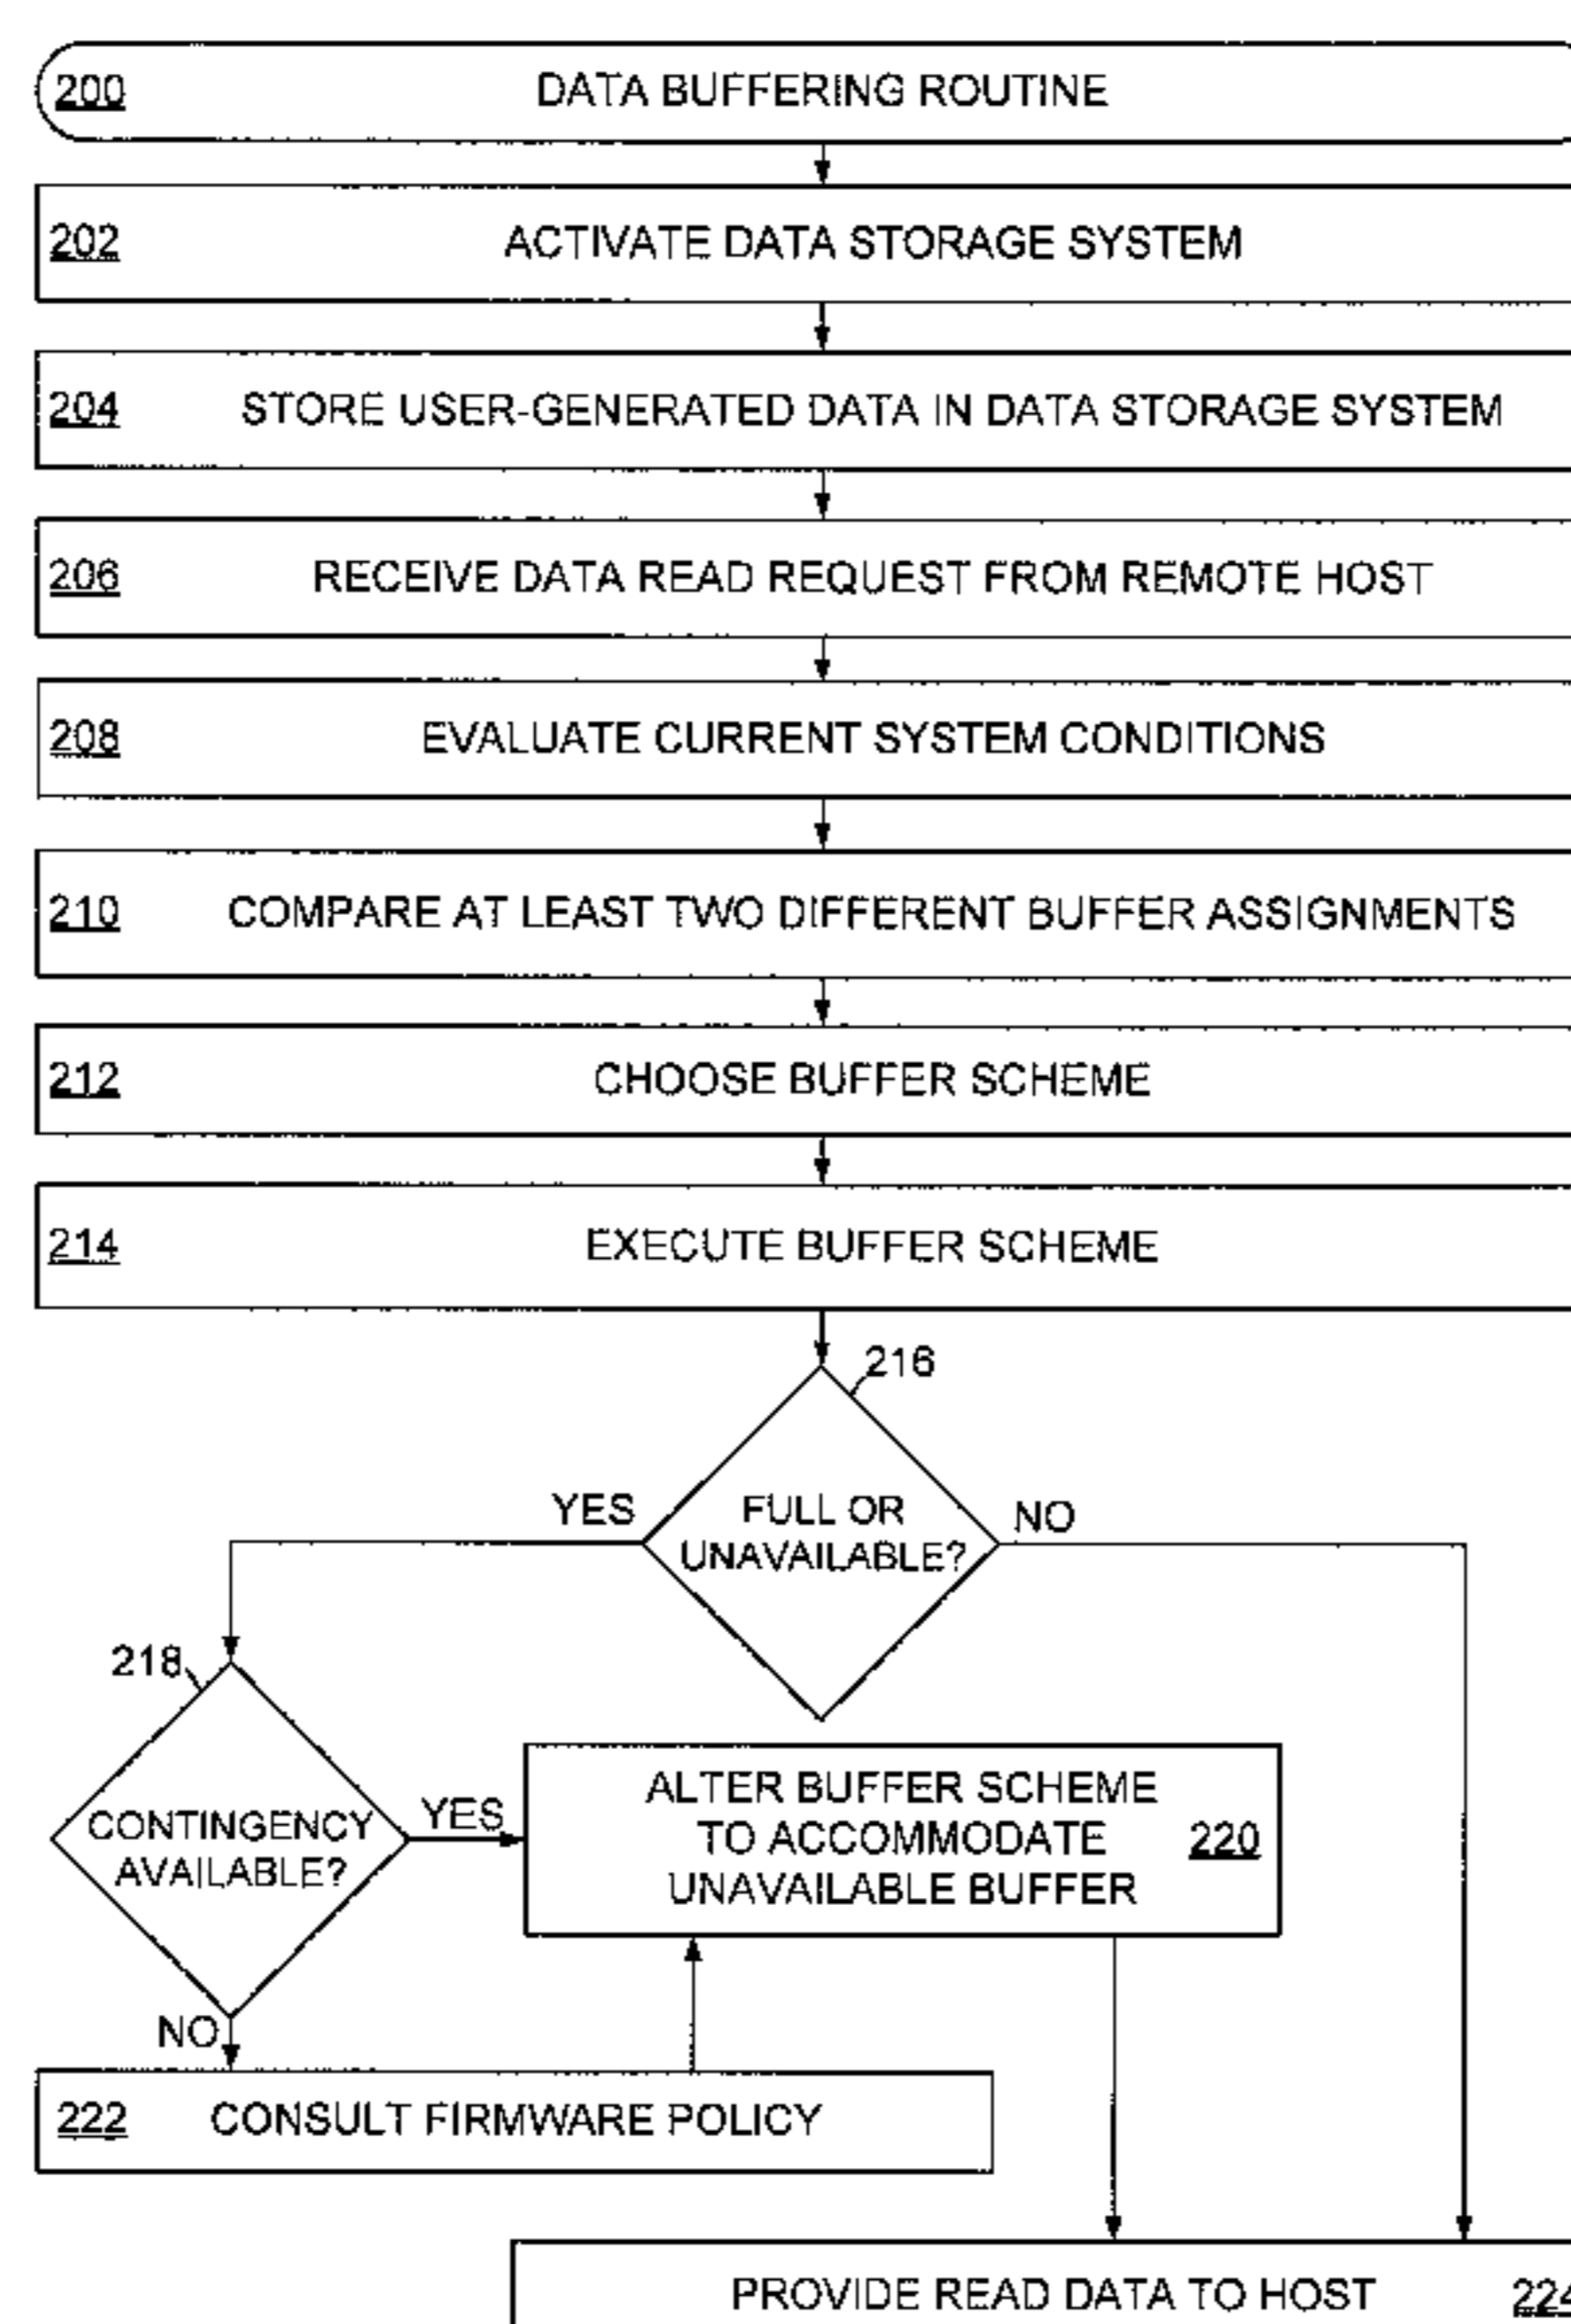 200 DATA BUFFERING ROUTINE
202 ACTIVATE DATA STORAGE SYSTEM
204 STORE USER-GENERATED DATA IN DATA STORAGE SYSTEM
206 RECEIVE DATA READ REQUEST FROM REMOTE HOST
208 EVALUATE CURRENT SYSTEM CONDITIONS
210 COMPARE AT LEAST TWO DIFFERENT BUFFER ASSIGNMENTS
212 CHOOSE BUFFER SCHEME
214 EXECUTE BUFFER SCHEME
216
YES
FULL OR
UNAVAILABLE?
NO
218
CONTINGENCY
AVAILABLE?
YES
ALTER BUFFER SCHEME
TO ACCOMMODATE
UNAVAILABLE BUFFER
220
NO
222 CONSULT FIRMWARE POLICY
PROVIDE READ DATA TO HOST 224